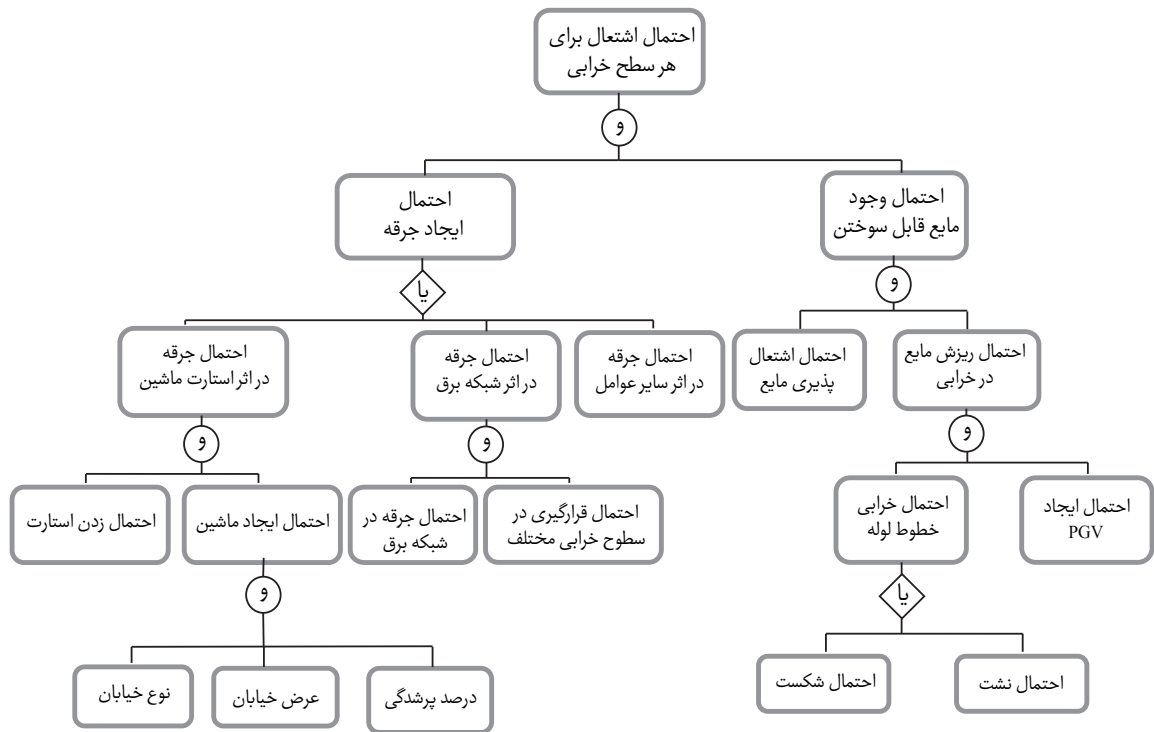 احتمال اشتعال برای
هر سطح خرابی
و
احتمال وجود
مایع قابل سوختن
احتمال
ایجاد جرقه
و
یا
احتمال ریزش مایع
در خرابی
احتمال اشتعال
پذیری مایع
احتمال جرقه
در اثر سایر عوامل
احتمال جرقه
در اثر شبکه برق
احتمال جرقه
در اثر استارت ماشین
و
و
و
احتمال ایجاد
PGV
احتمال خرابی
خطوط لوله
احتمال قرارگیری در
سطوح خرابی مختلف
احتمال جرقه در
شبکه برق
احتمال ایجاد ماشین
احتمال زدن استارت
یا
و
احتمال نشت
احتمال شکست
درصد پرشدگی
عرض خیابان
نوع خیابان